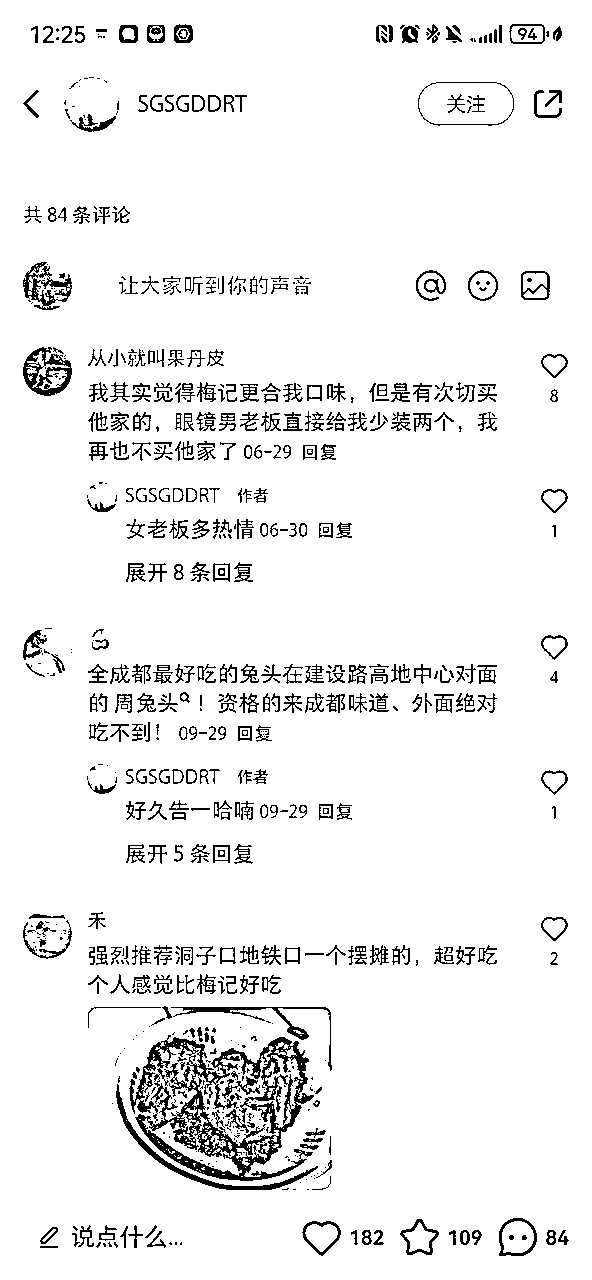 12:25
94
SGSGDDRT
关注
共 84 条评论
让大家听到你的声音
从小就叫果丹皮
我其实觉得梅记更合我口味，但是有次切买
他家的，眼镜男老板直接给我少装两个，我
再也不买他家了 06-29 回复
8
SGSGDDRT 作者
女老板多热情 06-30 回复
1
展开 8 条回复
全成都最好吃的兔头在建设路高地中心对面
的 周兔头！资格的来成都味道、外面绝对
吃不到！ 09-29 回复
4
SGSGDDRT 作者
好久告一哈喃 09-29 回复
1
展开 5 条回复
禾
强烈推荐洞子口地铁口一个摆摊的，超好吃
个人感觉比梅记好吃
2
说点什么...
182
109
84